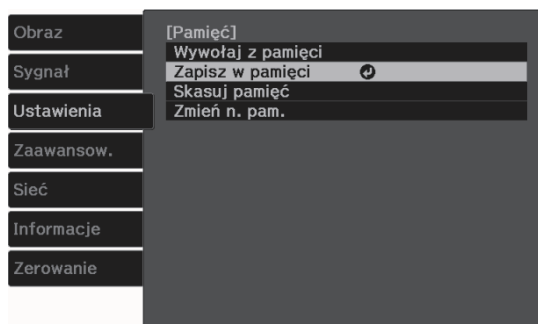 Obraz
Sygnał
Ustawienia
Zaawansow.
Sieć
Informacje
Zerowanie
[Pamięć]
Wywołaj z pamięci
Zapisz w pamięci
Skasuj pamięć
Zmień n. pam.